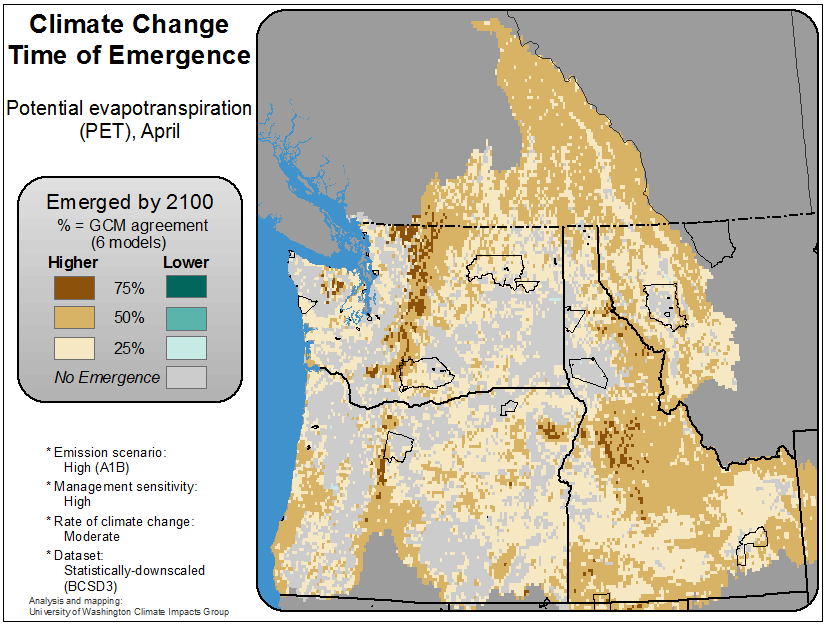 Climate Change
Time of Emergence
Potential evapotranspiration
(PET), April
Emerged by 2100
% = GCM agreement
(6 models)
Higher Lower
75%
50%
25%
No Emergence
* Emission scenario:
High (A1B)
* Management sensitivity:
High
* Rate of climate change:
Moderate
* Dataset:
Statistically-downscaled
(BCSD3)
Analysis and mapping:
University of Washington Climate Impacts Group